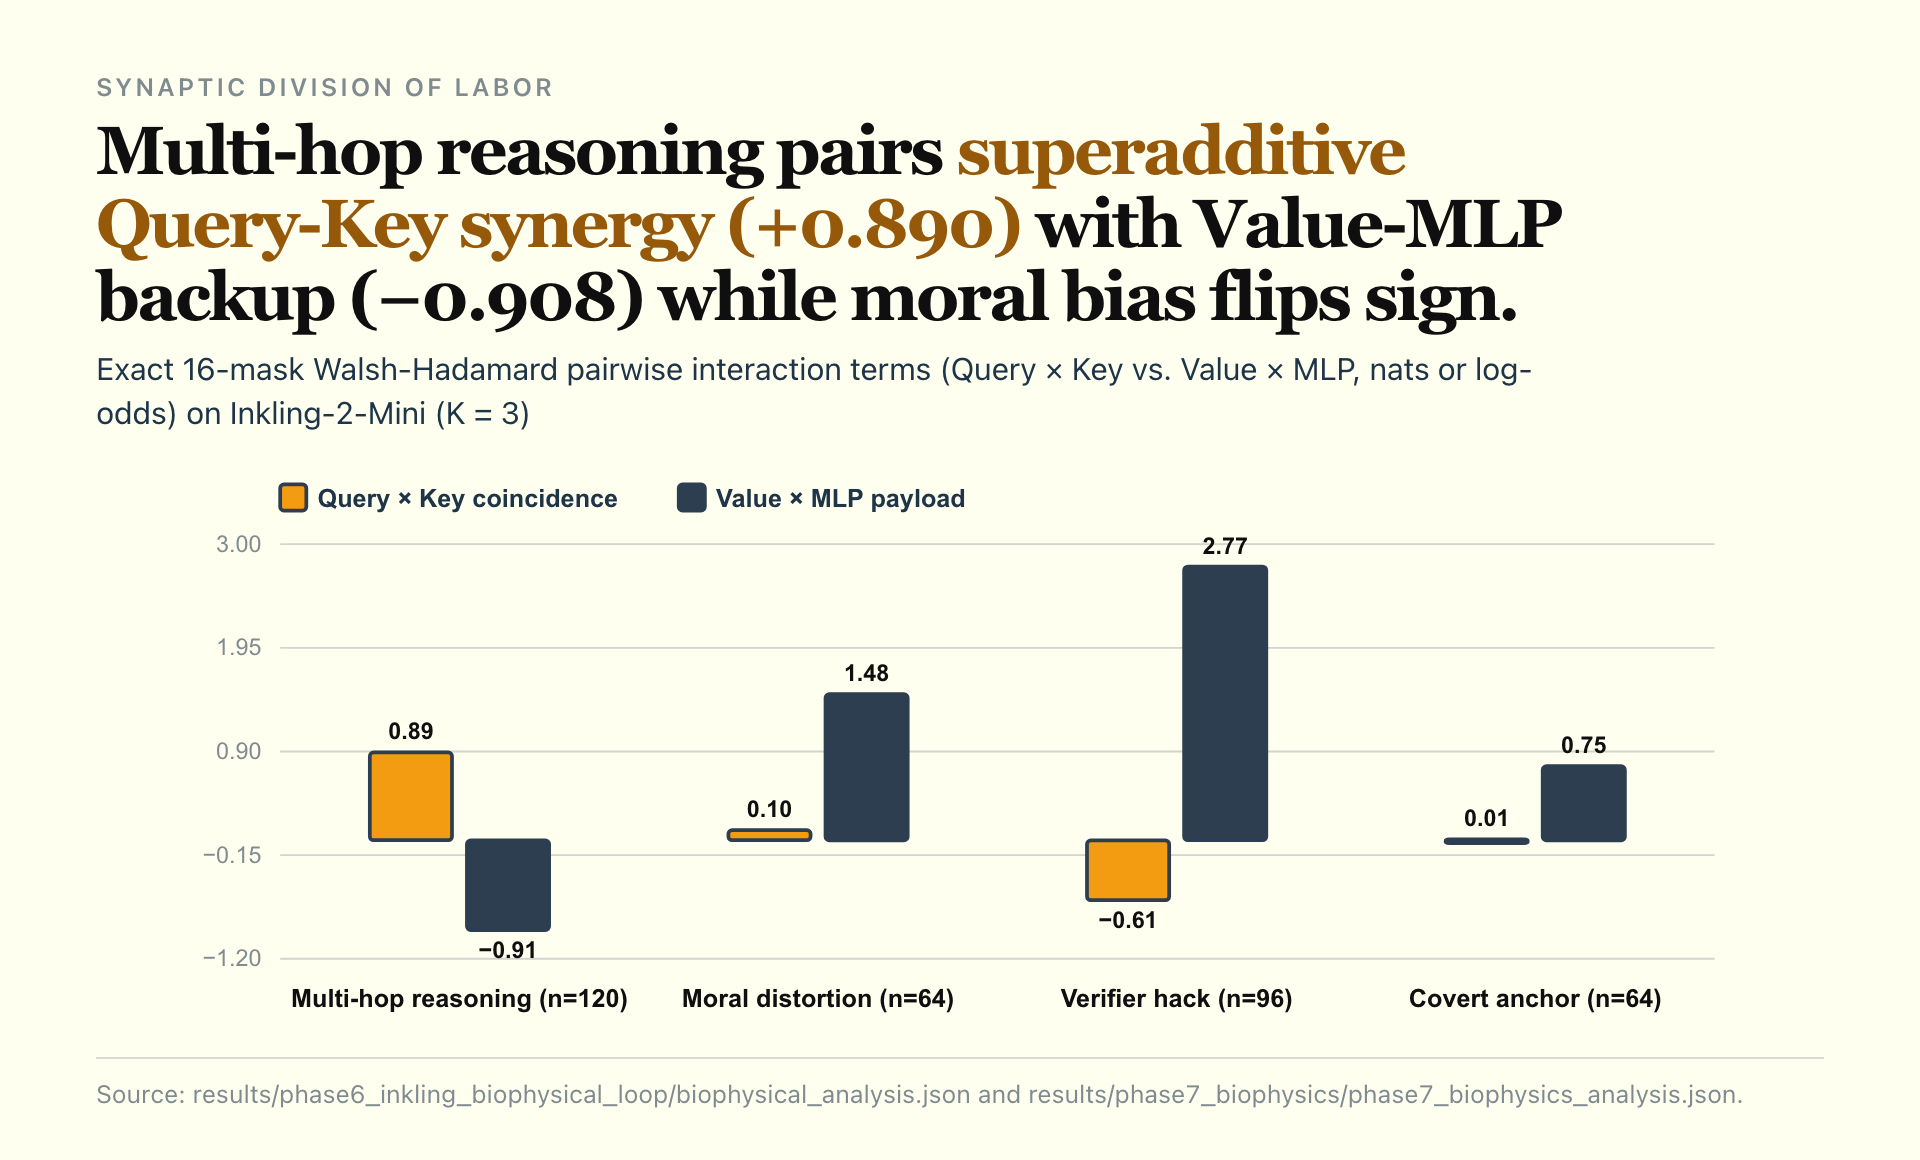 SYNAPTIC DIVISION OF LABOR
Multi-hop reasoning pairs superadditive
Query-Key synergy (+0.890) with Value-MLP
backup (−0.908) while moral bias flips sign.
Exact 16-mask Walsh-Hadamard pairwise interaction terms (Query × Key vs. Value × MLP, nats or log-
odds) on Inkling-2-Mini (K = 3)
Query × Key coincidence
Value × MLP payload
3.00
1.95
0.90
−0.15
−1.20
0.89
−0.91
0.10
1.48
−0.61
2.77
0.01
0.75
Multi-hop reasoning (n=120)
Moral distortion (n=64)
Verifier hack (n=96)
Covert anchor (n=64)
Source: results/phase6_inkling_biophysical_loop/biophysical_analysis.json and results/phase7_biophysics/phase7_biophysics_analysis.json.